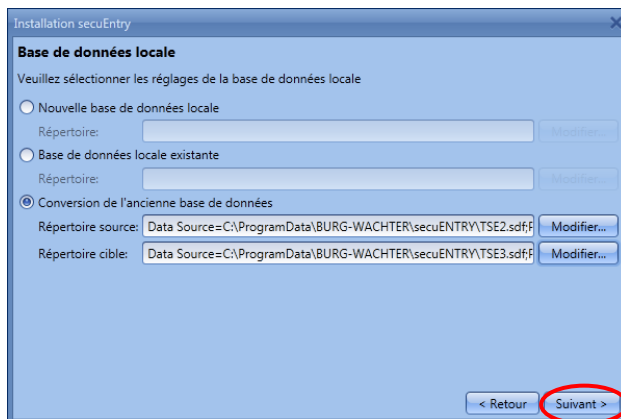 Installation secuEntry
Base de données locale
Veuillez sélectionner les réglages de la base de données locale
Nouvelle base de données locale
Répertoire: Modifier...
Base de données locale existante
Répertoire: Modifier...
Conversion de l'ancienne base de données
Répertoire source: Data Source=C:\ProgramData\BURG-WACHTER\secuENTRY\TSE2.sdf;F Modifier...
Répertoire cible: Data Source=C:\ProgramData\BURG-WACHTER\secuENTRY\TSE3.sdf;F Modifier...
< Retour Suivant >